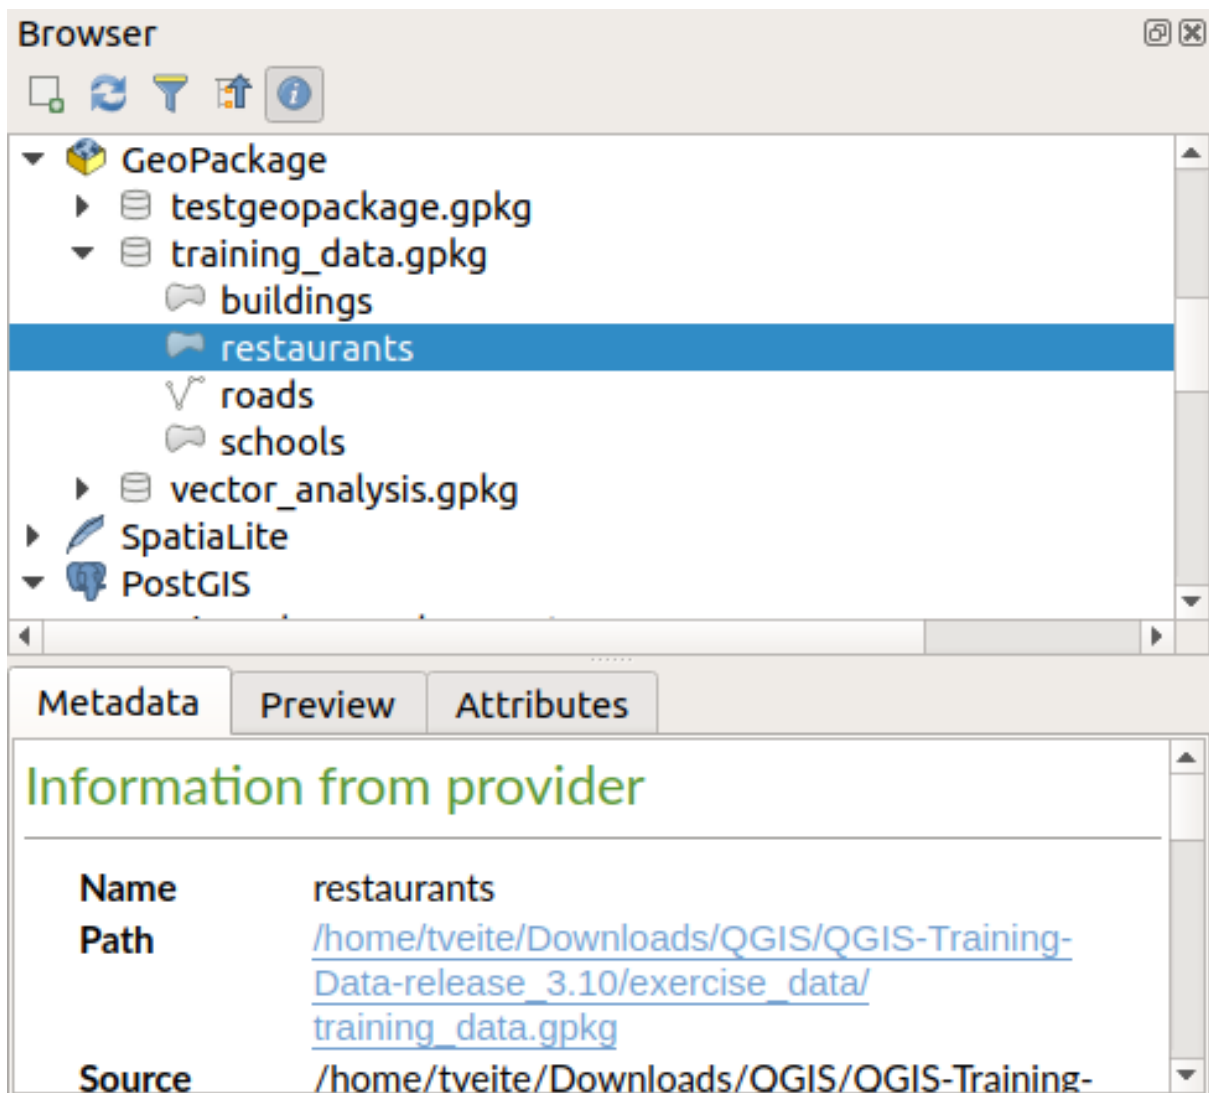 Browser
GeoPackage
testgeopackage.gpkg
training_data.gpkg
buildings
restaurants
roads
schools
vector_analysis.gpkg
SpatiaLite
PostGIS
Metadata Preview Attributes
Information from provider
Name restaurants
Path /home/tveite/Downloads/QGIS/QGIS-Training-
Data-release_3.10/exercise_data/
training_data.gpkg
Source /home/tveite/Downloads/QGIS/QGIS-Training-